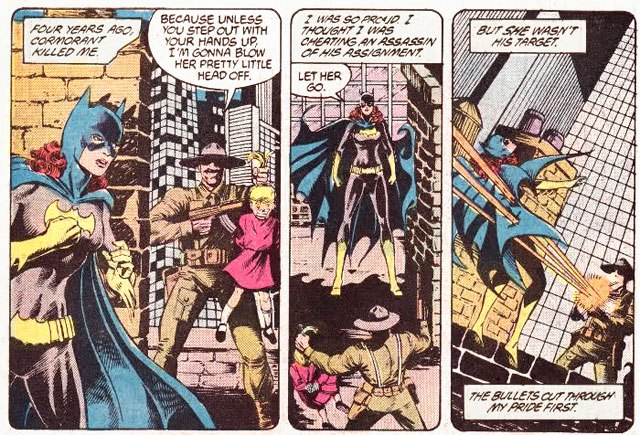 FOUR YEARS AGO,
CORMORANT
KILLED ME.
BECAUSE UNLESS
YOU STEP OUT WITH
YOUR HANDS UP,
I'M GONNA BLOW
HER PRETTY LITTLE
HEAD OFF.
I WAS SO PROUD. I
THOUGHT I WAS
CHEATING AN ASSASSIN
OF HIS ASSIGNMENT.
LET HER
GO.
BUT SHE WASN'T
HIS TARGET.
THE BULLETS CUT THROUGH
MY PRIDE FIRST.